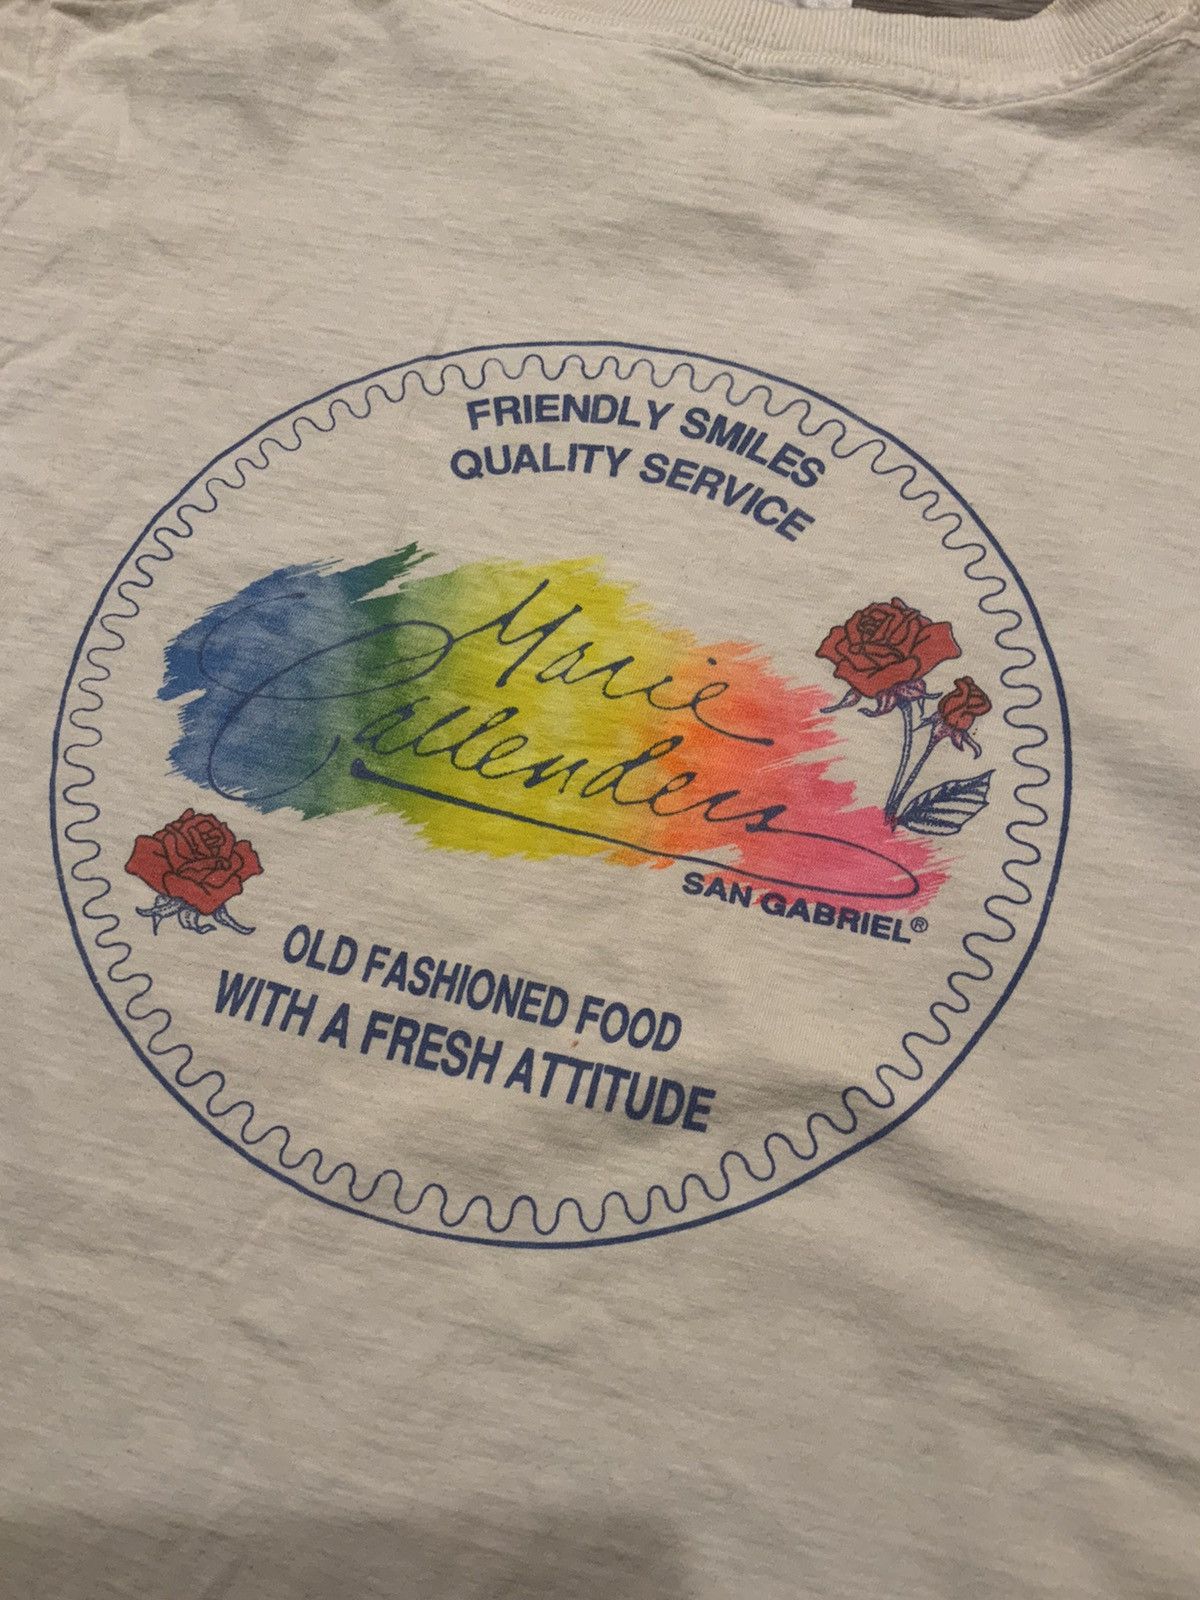 FRIENDLY SMILES
QUALITY SERVICE
Marie
Callenders
SAN GABRIEL®
OLD FASHIONED FOOD
WITH A FRESH ATTITUDE